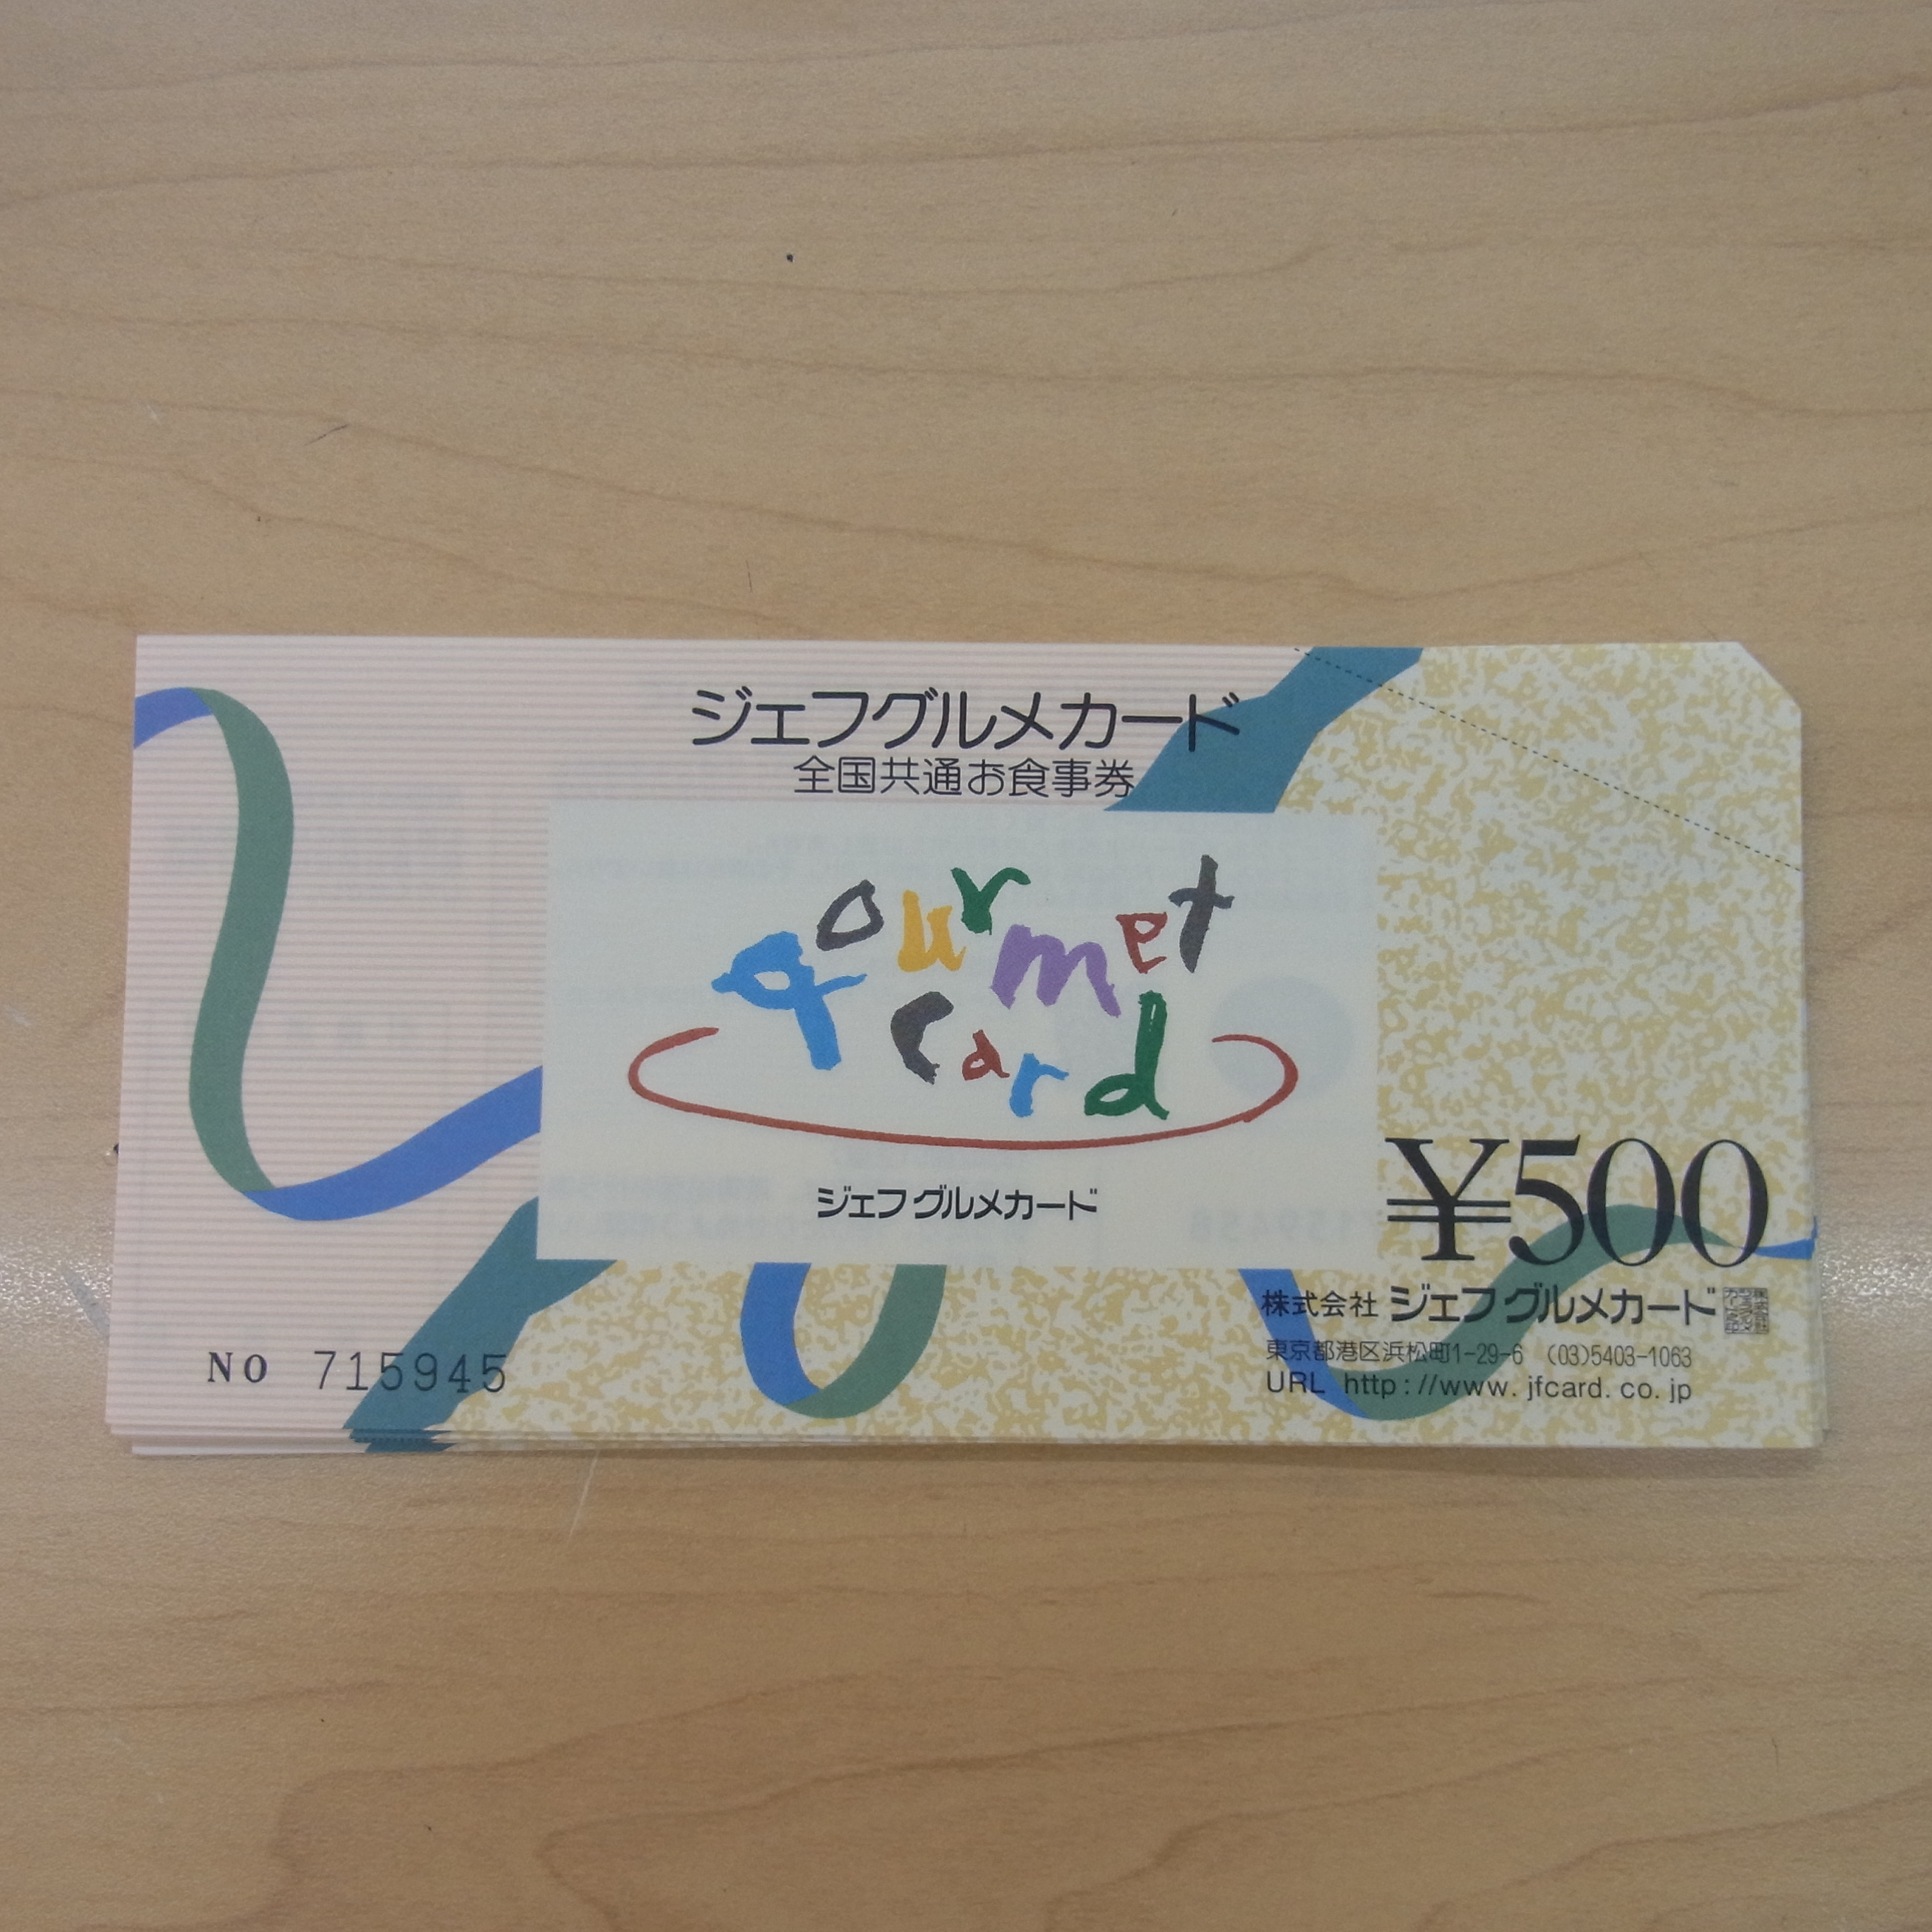 ジェフグルメカード
全国共通お食事券
gourmet
card
ジェフグルメカード
¥500
株式会社 ジェフグルメカード
東京都港区浜松町1-29-6 (03)5403-1063
URL http://www.jfcard.co.jp
NO 715945